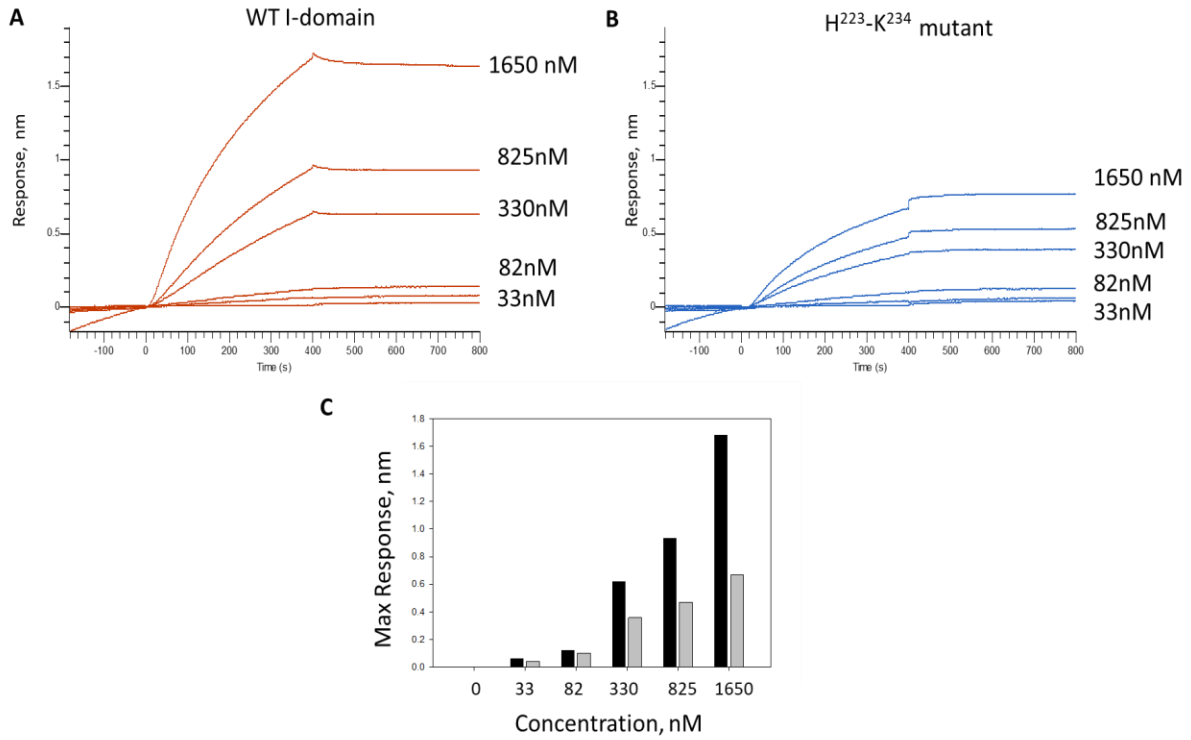 A
WT I-domain
Response, nm
1.5
1
0.5
0
-100 0 100 200 300 400 500 600 700 800
Time (s)
1650 nM
825nM
330nM
82nM
33nM
B
H²²³-K²³⁴ mutant
Response, nm
1.5
1
0.5
0
-100 0 100 200 300 400 500 600 700 800
Time (s)
1650 nM
825nM
330nM
82nM
33nM
C
Max Response, nm
1.8
1.6
1.4
1.2
1.0
0.8
0.6
0.4
0.2
0.0
0 33 82 330 825 1650
Concentration, nM